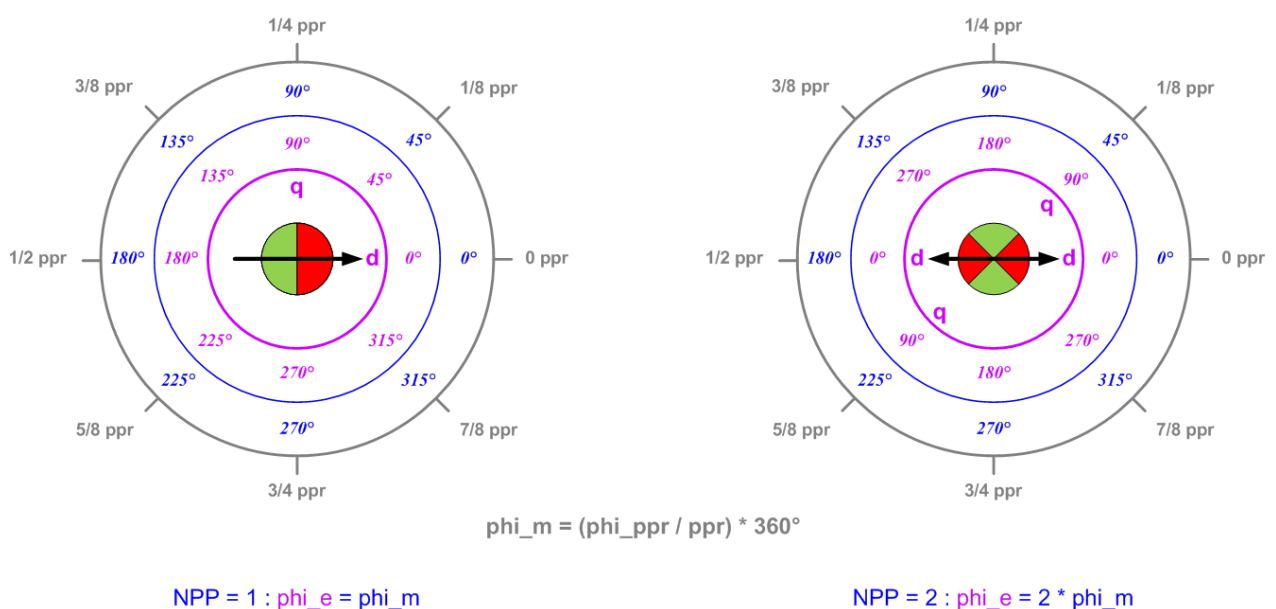 1/4 ppr
3/8 ppr
1/8 ppr
90°
135°
45°
90°
135°
45°
q
1/2 ppr
180°
180°
d
0°
0°
0 ppr
225°
315°
270°
225°
315°
270°
5/8 ppr
7/8 ppr
3/4 ppr
1/4 ppr
3/8 ppr
1/8 ppr
90°
135°
45°
180°
270°
90°
q
1/2 ppr
180°
0°
d
d
0°
0°
0 ppr
q
90°
270°
180°
225°
315°
270°
5/8 ppr
7/8 ppr
3/4 ppr
phi_m = (phi_ppr / ppr) * 360°
NPP = 1 : phi_e = phi_m
NPP = 2 : phi_e = 2 * phi_m